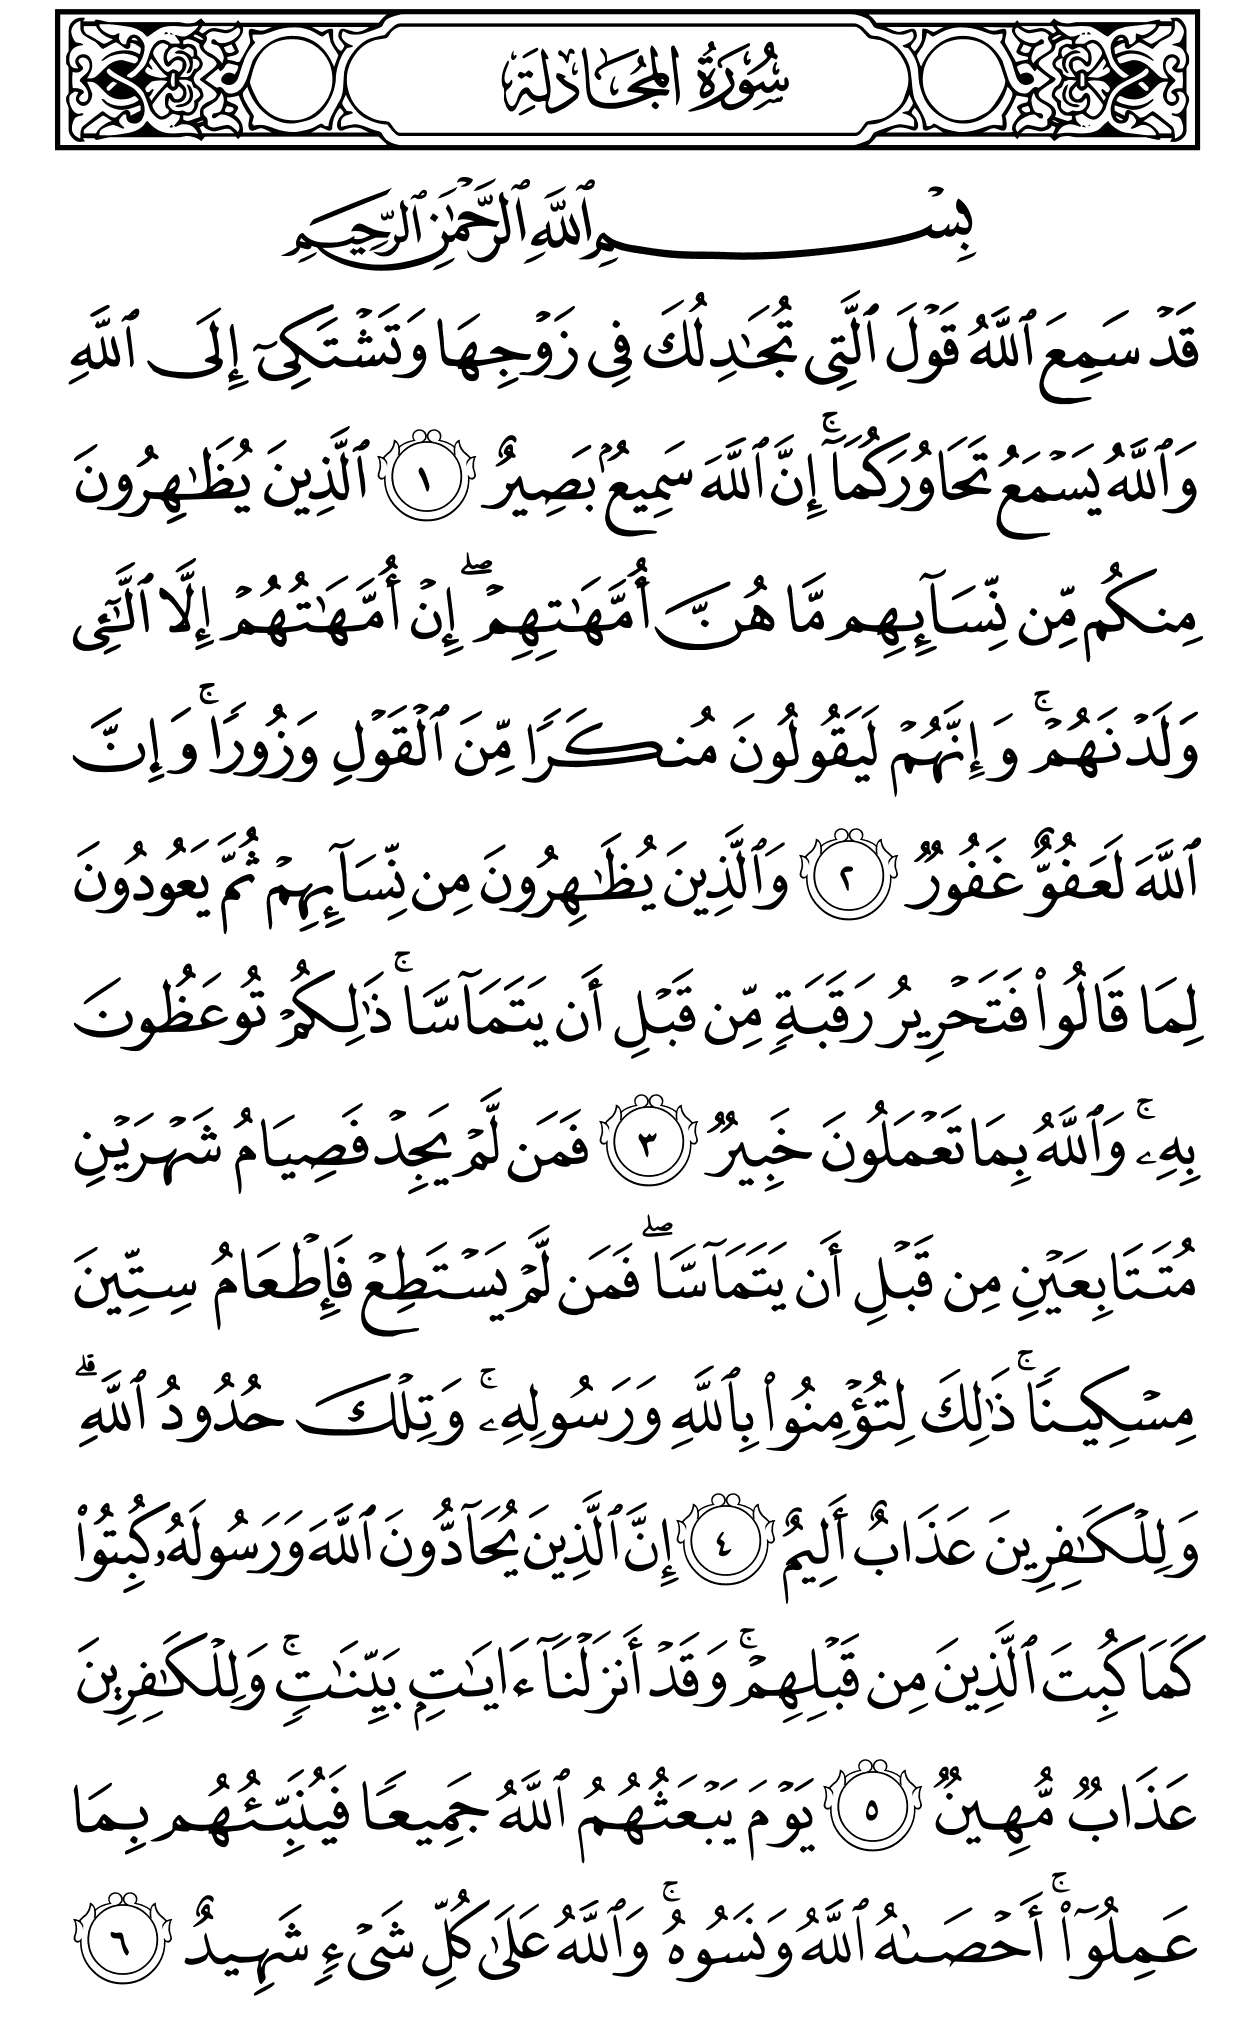 سُورَةُ المُجَادلَةِ
بِسۡمِ ٱللَّهِ ٱلرَّحۡمَٰنِ ٱلرَّحِيمِ
قَدۡ سَمِعَ ٱللَّهُ قَوۡلَ ٱلَّتِي تُجَٰدِلُكَ فِي زَوۡجِهَا وَتَشۡتَكِيٓ إِلَى ٱللَّهِ
وَٱللَّهُ يَسۡمَعُ تَحَاوُرَكُمَآۚ إِنَّ ٱللَّهَ سَمِيعُۢ بَصِيرٌ ١ ٱلَّذِينَ يُظَٰهِرُونَ
مِنكُم مِّن نِّسَآئِهِم مَّا هُنَّ أُمَّهَٰتِهِمۡۖ إِنۡ أُمَّهَٰتُهُمۡ إِلَّا ٱلَّٰٓـِٔي
وَلَدۡنَهُمۡۚ وَإِنَّهُمۡ لَيَقُولُونَ مُنكَرٗا مِّنَ ٱلۡقَوۡلِ وَزُورٗاۚ وَإِنَّ
ٱللَّهَ لَعَفُوٌّ غَفُورٞ ٢ وَٱلَّذِينَ يُظَٰهِرُونَ مِن نِّسَآئِهِمۡ ثُمَّ يَعُودُونَ
لِمَا قَالُواْ فَتَحۡرِيرُ رَقَبَةٖ مِّن قَبۡلِ أَن يَتَمَآسَّاۚ ذَٰلِكُمۡ تُوعَظُونَ
بِهِۦۚ وَٱللَّهُ بِمَا تَعۡمَلُونَ خَبِيرٞ ٣ فَمَن لَّمۡ يَجِدۡ فَصِيَامُ شَهۡرَيۡنِ
مُتَتَابِعَيۡنِ مِن قَبۡلِ أَن يَتَمَآسَّاۖ فَمَن لَّمۡ يَسۡتَطِعۡ فَإِطۡعَامُ سِتِّينَ
مِسۡكِينٗاۚ ذَٰلِكَ لِتُؤۡمِنُواْ بِٱللَّهِ وَرَسُولِهِۦۚ وَتِلۡكَ حُدُودُ ٱللَّهِۗ
وَلِلۡكَٰفِرِينَ عَذَابٌ أَلِيمٌ ٤ إِنَّ ٱلَّذِينَ يُحَآدُّونَ ٱللَّهَ وَرَسُولَهُۥ كُبِتُواْ
كَمَا كُبِتَ ٱلَّذِينَ مِن قَبۡلِهِمۡۚ وَقَدۡ أَنزَلۡنَآ ءَايَٰتِۭ بَيِّنَٰتٖۚ وَلِلۡكَٰفِرِينَ
عَذَابٞ مُّهِينٞ ٥ يَوۡمَ يَبۡعَثُهُمُ ٱللَّهُ جَمِيعٗا فَيُنَبِّئُهُم بِمَا
عَمِلُوٓاْۚ أَحۡصَىٰهُ ٱللَّهُ وَنَسُوهُۚ وَٱللَّهُ عَلَىٰ كُلِّ شَيۡءٖ شَهِيدٌ ٦